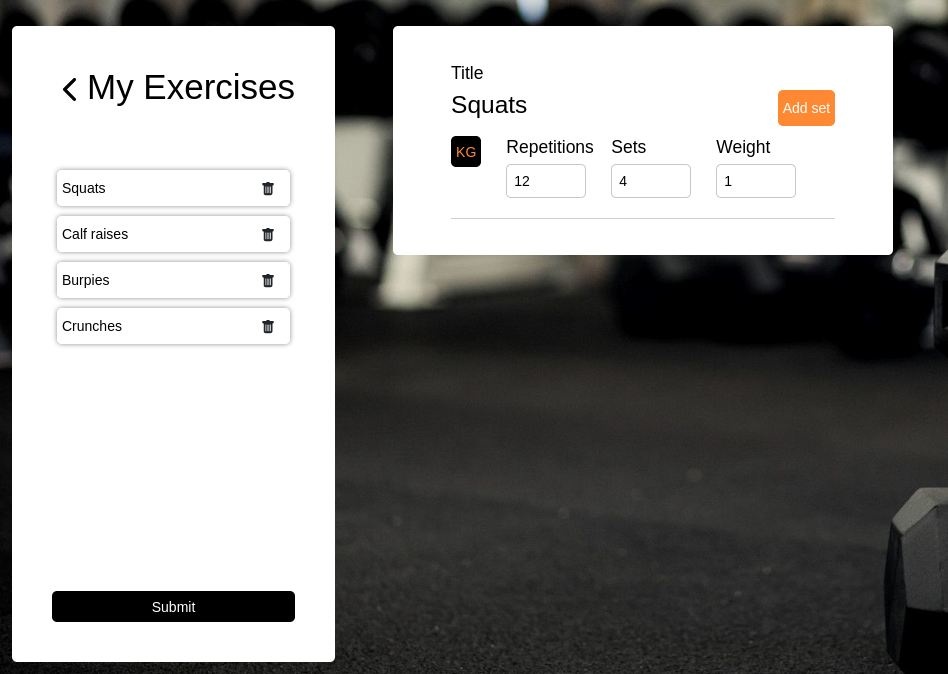 My Exercises
Squats
Calf raises
Burpies
Crunches
Submit
Title
Squats
Add set
KG
Repetitions Sets Weight
12 4 1